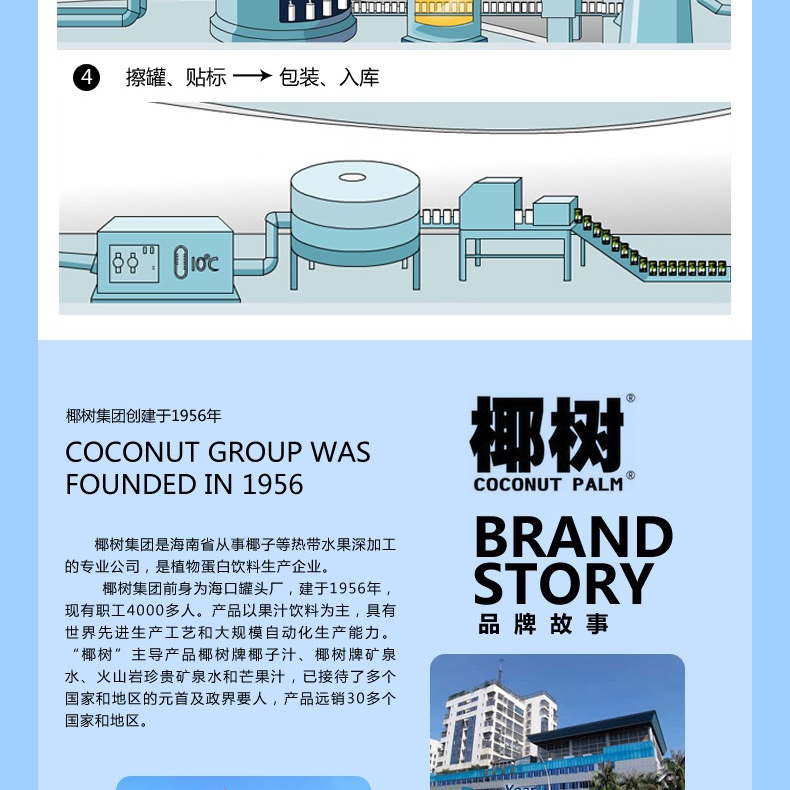 4 擦罐、贴标 → 包装、入库
10℃
椰树集团创建于1956年
COCONUT GROUP WAS
FOUNDED IN 1956
椰树集团是海南省从事椰子等热带水果深加工
的专业公司，是植物蛋白饮料生产企业。
椰树集团前身为海口罐头厂，建于1956年，
现有职工4000多人。产品以果汁饮料为主，具有
世界先进生产工艺和大规模自动化生产能力。
“椰树”主导产品椰树牌椰子汁、椰树牌矿泉
水、火山岩珍贵矿泉水和芒果汁，已接待了多个
国家和地区的元首及政界要人，产品远销30多个
国家和地区。
椰树®
COCONUT PALM®
BRAND
STORY
品牌故事
Year